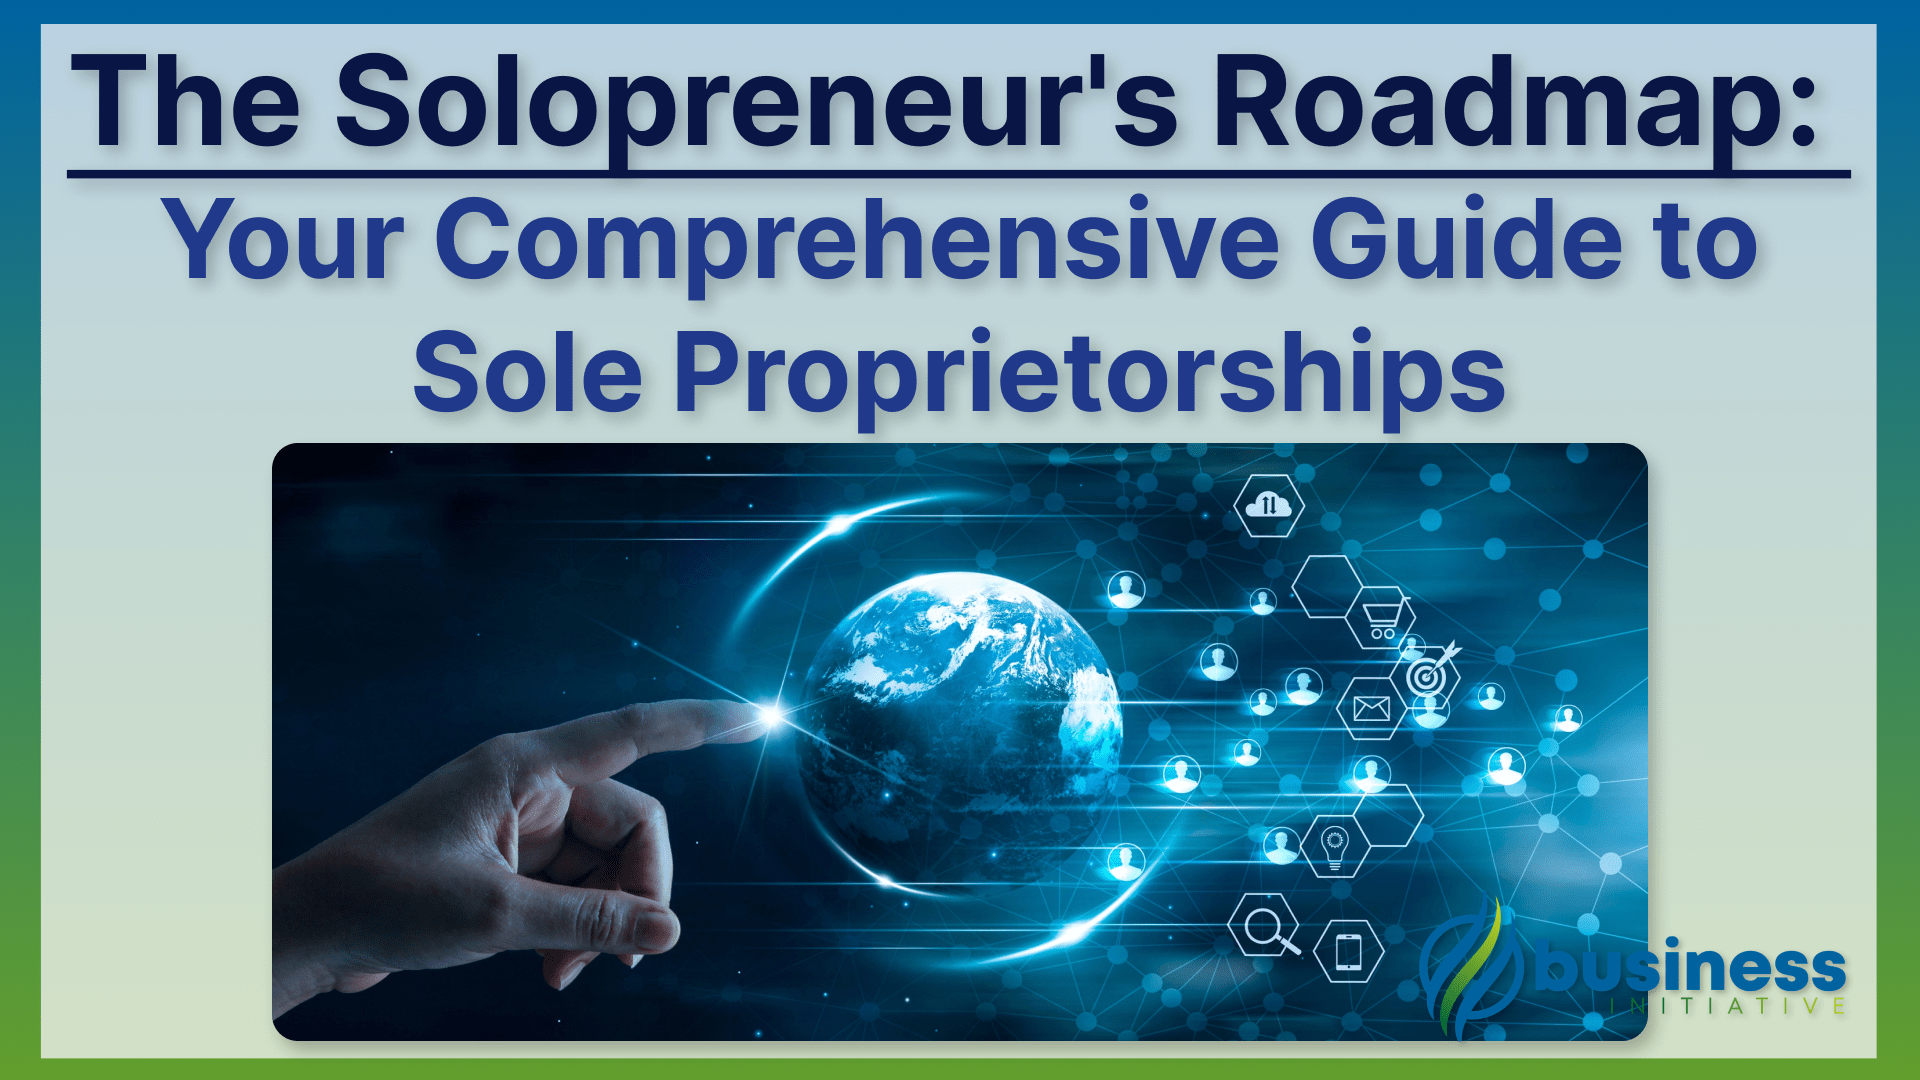 The Solopreneur's Roadmap:
Your Comprehensive Guide to
Sole Proprietorships
business
INITIATIVE